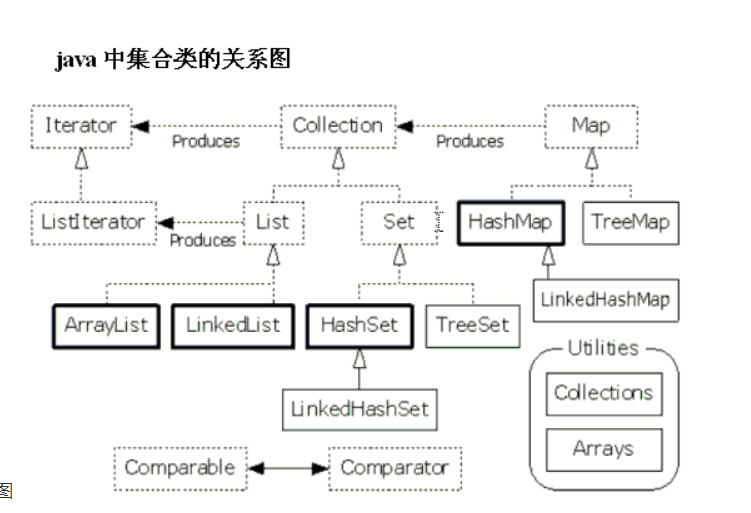 java 中集合类的关系图
Iterator
Produces
Collection
Produces
Map
ListIterator
Produces
List
Set
HashMap
TreeMap
ArrayList
LinkedList
HashSet
TreeSet
LinkedHashMap
LinkedHashSet
Utilities
Collections
Arrays
Comparable
Comparator
图